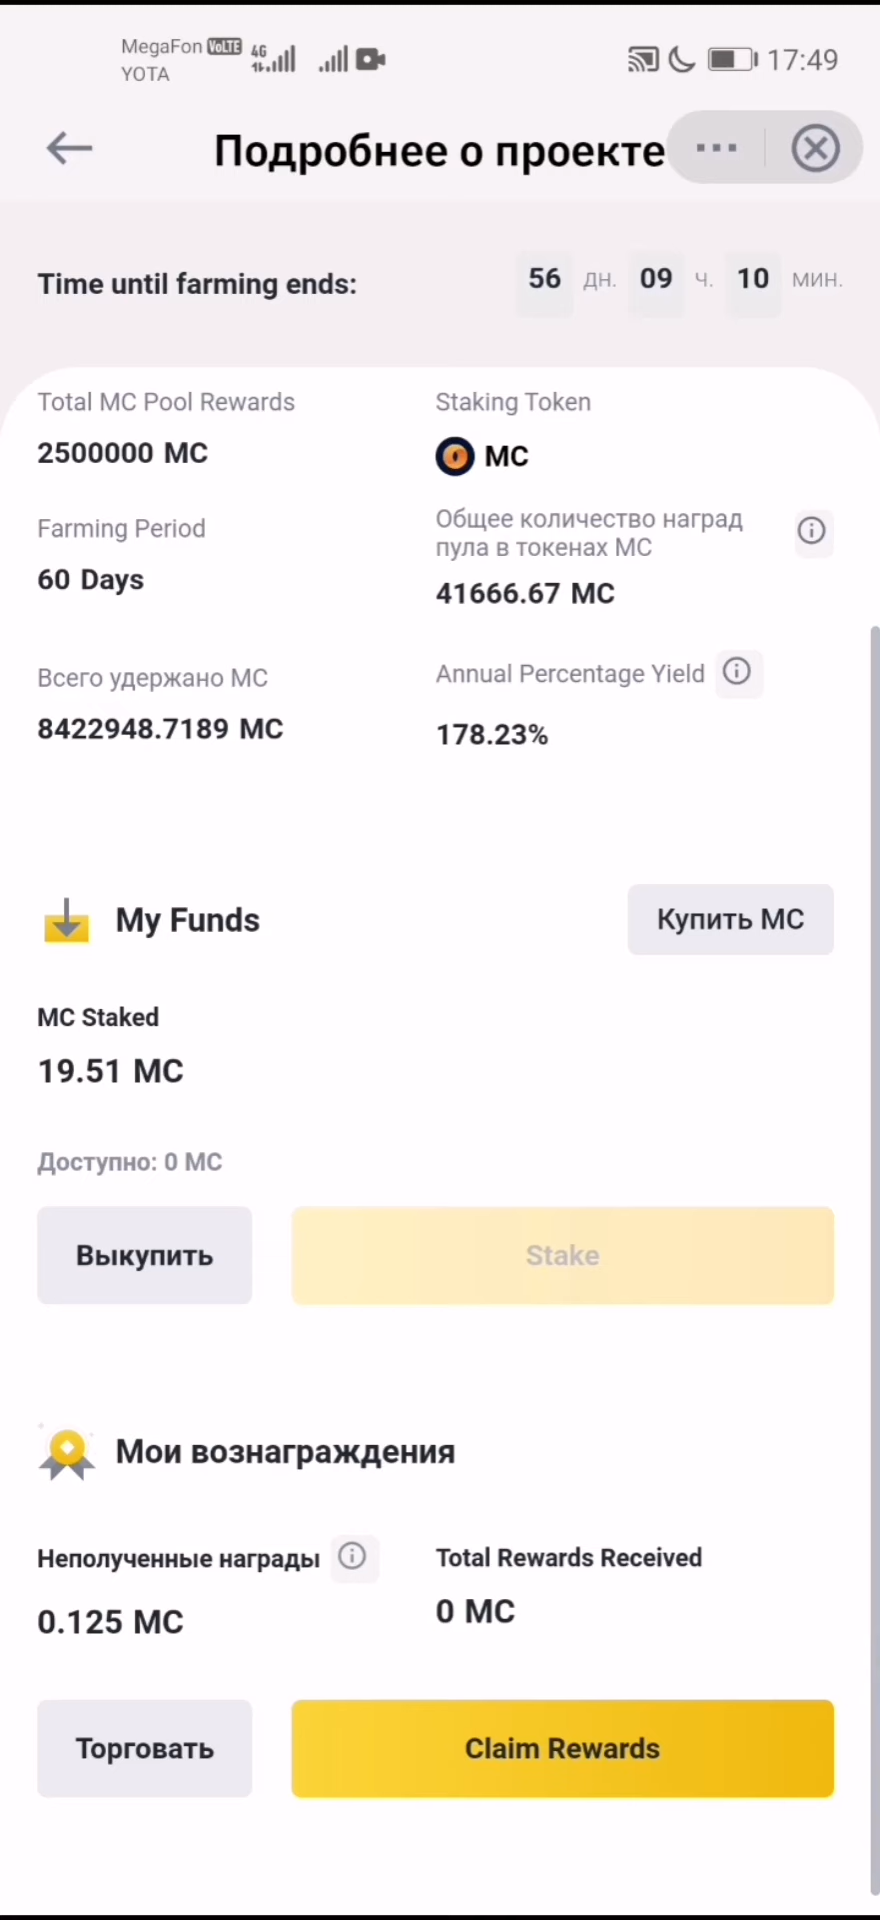 MegaFon VoLTE 4G 17:49
YOTA
Подробнее о проекте
Time until farming ends: 56 дн. 09 ч. 10 мин.
Total MC Pool Rewards
2500000 MC
Staking Token
MC
Farming Period
60 Days
Общее количество наград
пула в токенах MC
41666.67 MC
Всего удержано MC
8422948.7189 MC
Annual Percentage Yield
178.23%
My Funds
Купить MC
MC Staked
19.51 MC
Доступно: 0 MC
Выкупить
Stake
Мои вознаграждения
Неполученные награды
0.125 MC
Total Rewards Received
0 MC
Торговать
Claim Rewards